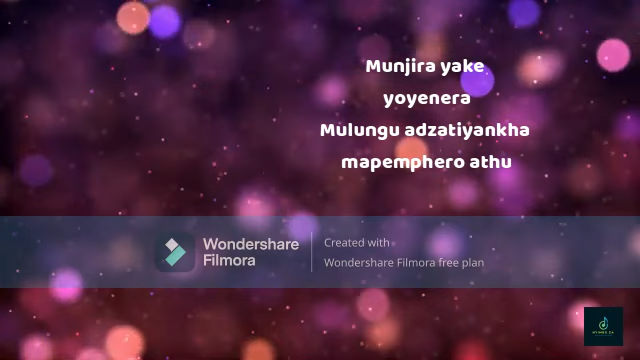 Munjira yake
yoyenera
Mulungu adzatiyankha
mapemphero athu
Wondershare
Filmora
Created with
Wondershare Filmora free plan